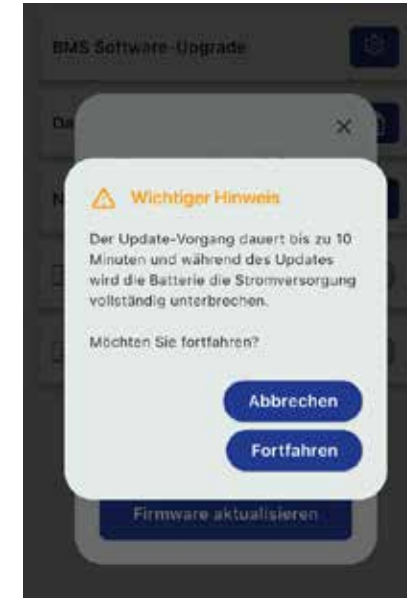 BMS Software-Upgrade
Da
N
Wichtiger Hinweis
Der Update-Vorgang dauert bis zu 10
Minuten und während des Updates
wird die Batterie die Stromversorgung
vollständig unterbrechen.
Möchten Sie fortfahren?
Abbrechen
Fortfahren
Firmware aktualisieren